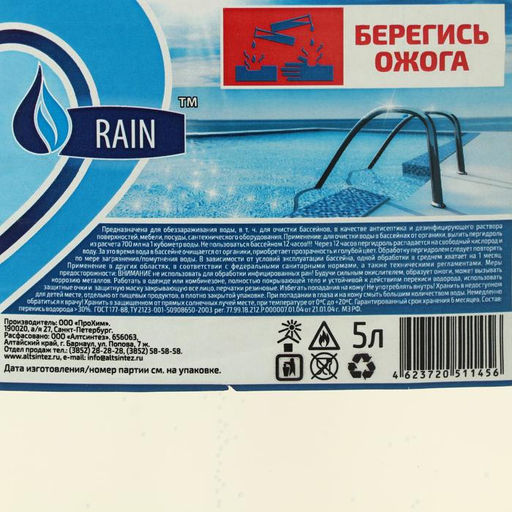 БЕРЕГИСЬ
ОЖОГА
TM
RAIN
Предназначена для обеззараживания воды, в т. ч. для очистки бассейнов, в качестве антисептика и дезинфицирующего раствора
поверхностей, мебели, посуды, сантехнического оборудования. Применение: для очистки воды в бассейнах от органики, вылить пергидроль
из расчета 700 мл на 1 кубометр воды. Не пользоваться бассейном 12 часов!!! Через 12 часов пергидроль распадается на свободный кислород и
воду. За это время вода в бассейне очищается от органики, приобретает прозрачность и голубой цвет. Обработку пергидролем следует повторять
по мере загрязнения/помутнения воды. В зависимости от условий эксплуатации бассейна, одной обработки в среднем хватает на 1 месяц.
Применение в других областях, в соответствии с федеральными санитарными нормами, а также техническими регламентами. Меры
предосторожности: ВНИМАНИЕ! Не использовать для обработки инфицированных ран! Будучи сильным окислителем, образует ожоги, может вызывать
коррозию металлов. Работать в одежде из комбинезоне, полностью покрывающей тело и устойчивой к действию перекиси водорода, использовать
защитные очки и защитную маску закрывающую все лицо, перчатки резиновые. Избегать попадания на кожу! Не употреблять внутрь! Хранить в недоступном
для детей месте, отдельно от пищевых продуктов, в плотно закрытой упаковке. При попадании в глаза и на кожу смыть большим количеством воды. Немедленно
обратиться к врачу! Хранить в защищенном от прямых солнечных лучей месте, при температуре от 0°С до +20°С. Гарантированный срок хранения 6 месяцев. Состав:
перекись водорода > 30%. ГОСТ177-88, ТУ2123-001-50908650-2003 рег. 77.99.18.212.Р.000007.01.04 от 21.01.04 г. МЗ РФ.
Производитель: ООО «ПроХим»
190020, а/я 27, Санкт-Петербург.
Расфасовано: ООО «Алтсинтез», 656063,
Алтайский край, г. Барнаул, ул. Попова, 7 ж.
Отдел продаж тел.: (3852) 28-28-28, (3852) 58-58-58.
www.altsintez.ru, e-mail: info@altsintez.ru
Дата изготовления/номер партии см. на упаковке.
5л
4 623720 511456